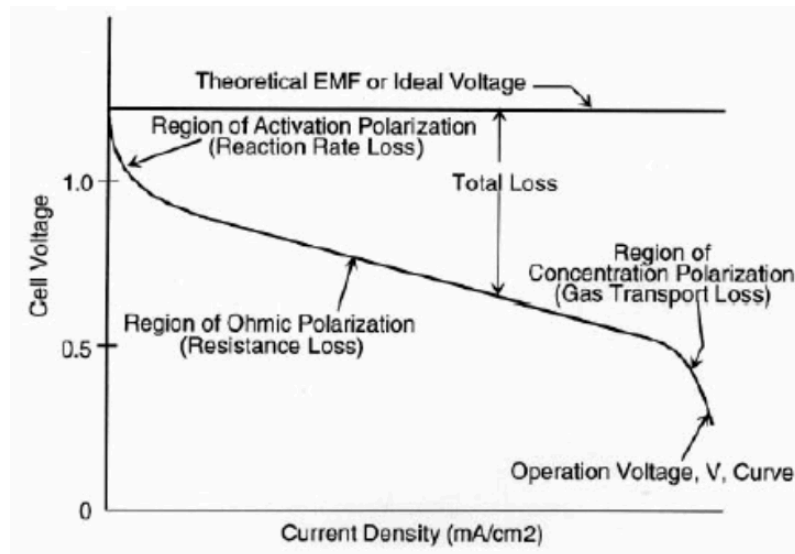 Theoretical EMF or Ideal Voltage
Region of Activation Polarization
(Reaction Rate Loss)
1.0
Total Loss
Cell Voltage
Region of
Concentration Polarization
(Gas Transport Loss)
Region of Ohmic Polarization
(Resistance Loss)
0.5
Operation Voltage, V, Curve
0
Current Density (mA/cm2)